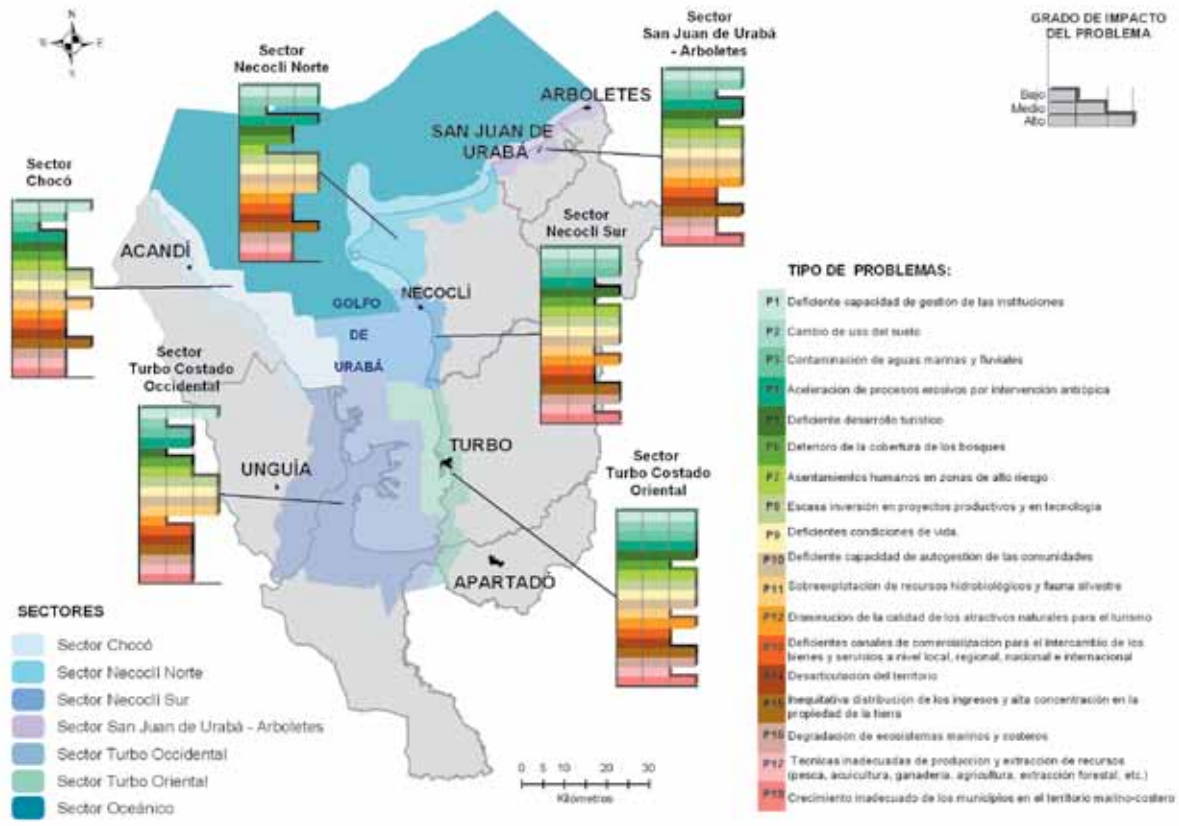 N
E
S
GRADO DE IMPACTO
DEL PROBLEMA
Bajo
Medio
Alto
Sector
San Juan de Urabá
- Arboletes
Sector
Necoclí Norte
ARBOLETES
SAN JUAN DE
URABÁ
Sector
Chocó
ACANDÍ
Sector
Necoclí Sur
NECOCLÍ
GOLFO
DE
URABÁ
Sector
Turbo Costado
Occidental
UNGUÍA
TURBO
Sector
Turbo Costado
Oriental
APARTADÓ
TIPO DE PROBLEMAS:
P1 Deficiente capacidad de gestión de las instituciones
P2 Cambio de uso del suelo
P3 Contaminación de aguas marinas y fluviales
Aceleración de procesos erosivos por intervención antrópica
Deficiente desarrollo turístico
P6 Deterioro de la cobertura de los bosques
P7 Asentamientos humanos en zonas de alto riesgo
P8 Escasa inversión en proyectos productivos y en tecnología
P9 Deficientes condiciones de vida.
P10 Deficiente capacidad de autogestión de las comunidades
P11 Sobreexplotación de recursos hidrobiológicos y fauna silvestre
P12 Disminución de la calidad de los atractivos naturales para el turismo
P13 Deficientes canales de comercialización para el intercambio de los
bienes y servicios a nivel local, regional, nacional e internacional
P14 Desarticulación del territorio
P15 Inequitativa distribución de los ingresos y alta concentración en la
propiedad de la tierra
P16 Degradación de ecosistemas marinos y costeros
P17 Técnicas inadecuadas de producción y extracción de recursos
(pesca, acuicultura, ganadería, agricultura, extracción forestal, etc.)
P18 Crecimiento inadecuado de los municipios en el territorio marino-costero
SECTORES
Sector Chocó
Sector Necoclí Norte
Sector Necoclí Sur
Sector San Juan de Urabá - Arboletes
Sector Turbo Occidental
Sector Turbo Oriental
Sector Oceánico
0 5 10 20 30
Kilómetros